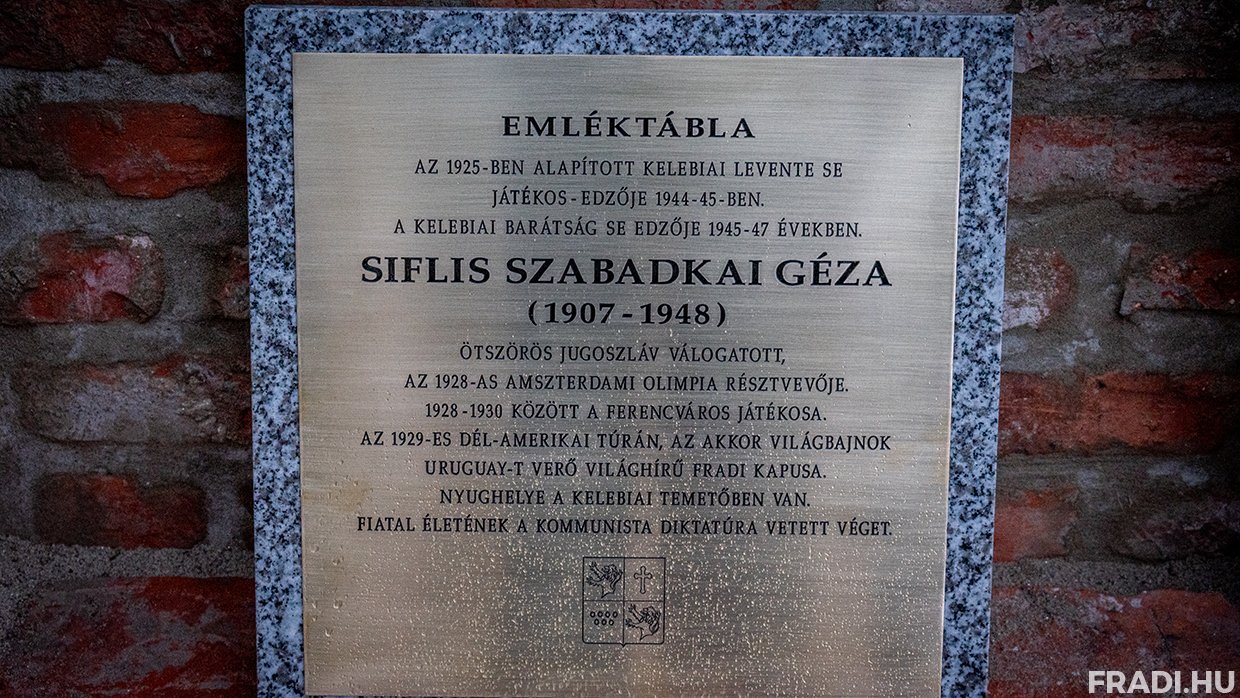 EMLÉKTÁBLA
AZ 1925-BEN ALAPÍTOTT KELEBIAI LEVENTE SE
JÁTÉKOS-EDZŐJE 1944-45-BEN.
A KELEBIAI BARÁTSÁG SE EDZŐJE 1945-47 ÉVEKBEN.
SIFLIS SZABADKAI GÉZA
(1907-1948)
ÖTSZÖRÖS JUGOSZLÁV VÁLOGATOTT,
AZ 1928-AS AMSZTERDAMI OLIMPIA RÉSZTVEVŐJE.
1928-1930 KÖZÖTT A FERENCVÁROS JÁTÉKOSA.
AZ 1929-ES DÉL-AMERIKAI TÚRÁN, AZ AKKOR VILÁGBAJNOK
URUGUAY-T VERŐ VILÁGHÍRŰ FRADI KAPUSA.
NYUGHELYE A KELEBIAI TEMETŐBEN VAN.
FIATAL ÉLETÉNEK A KOMMUNISTA DIKTATÚRA VETETT VÉGET.
FRADI.HU